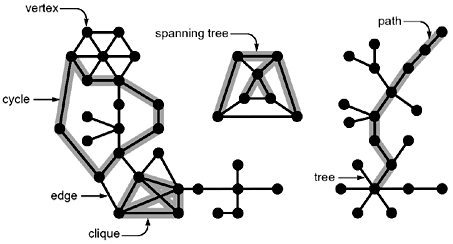 vertex
spanning tree
path
cycle
tree
edge
clique